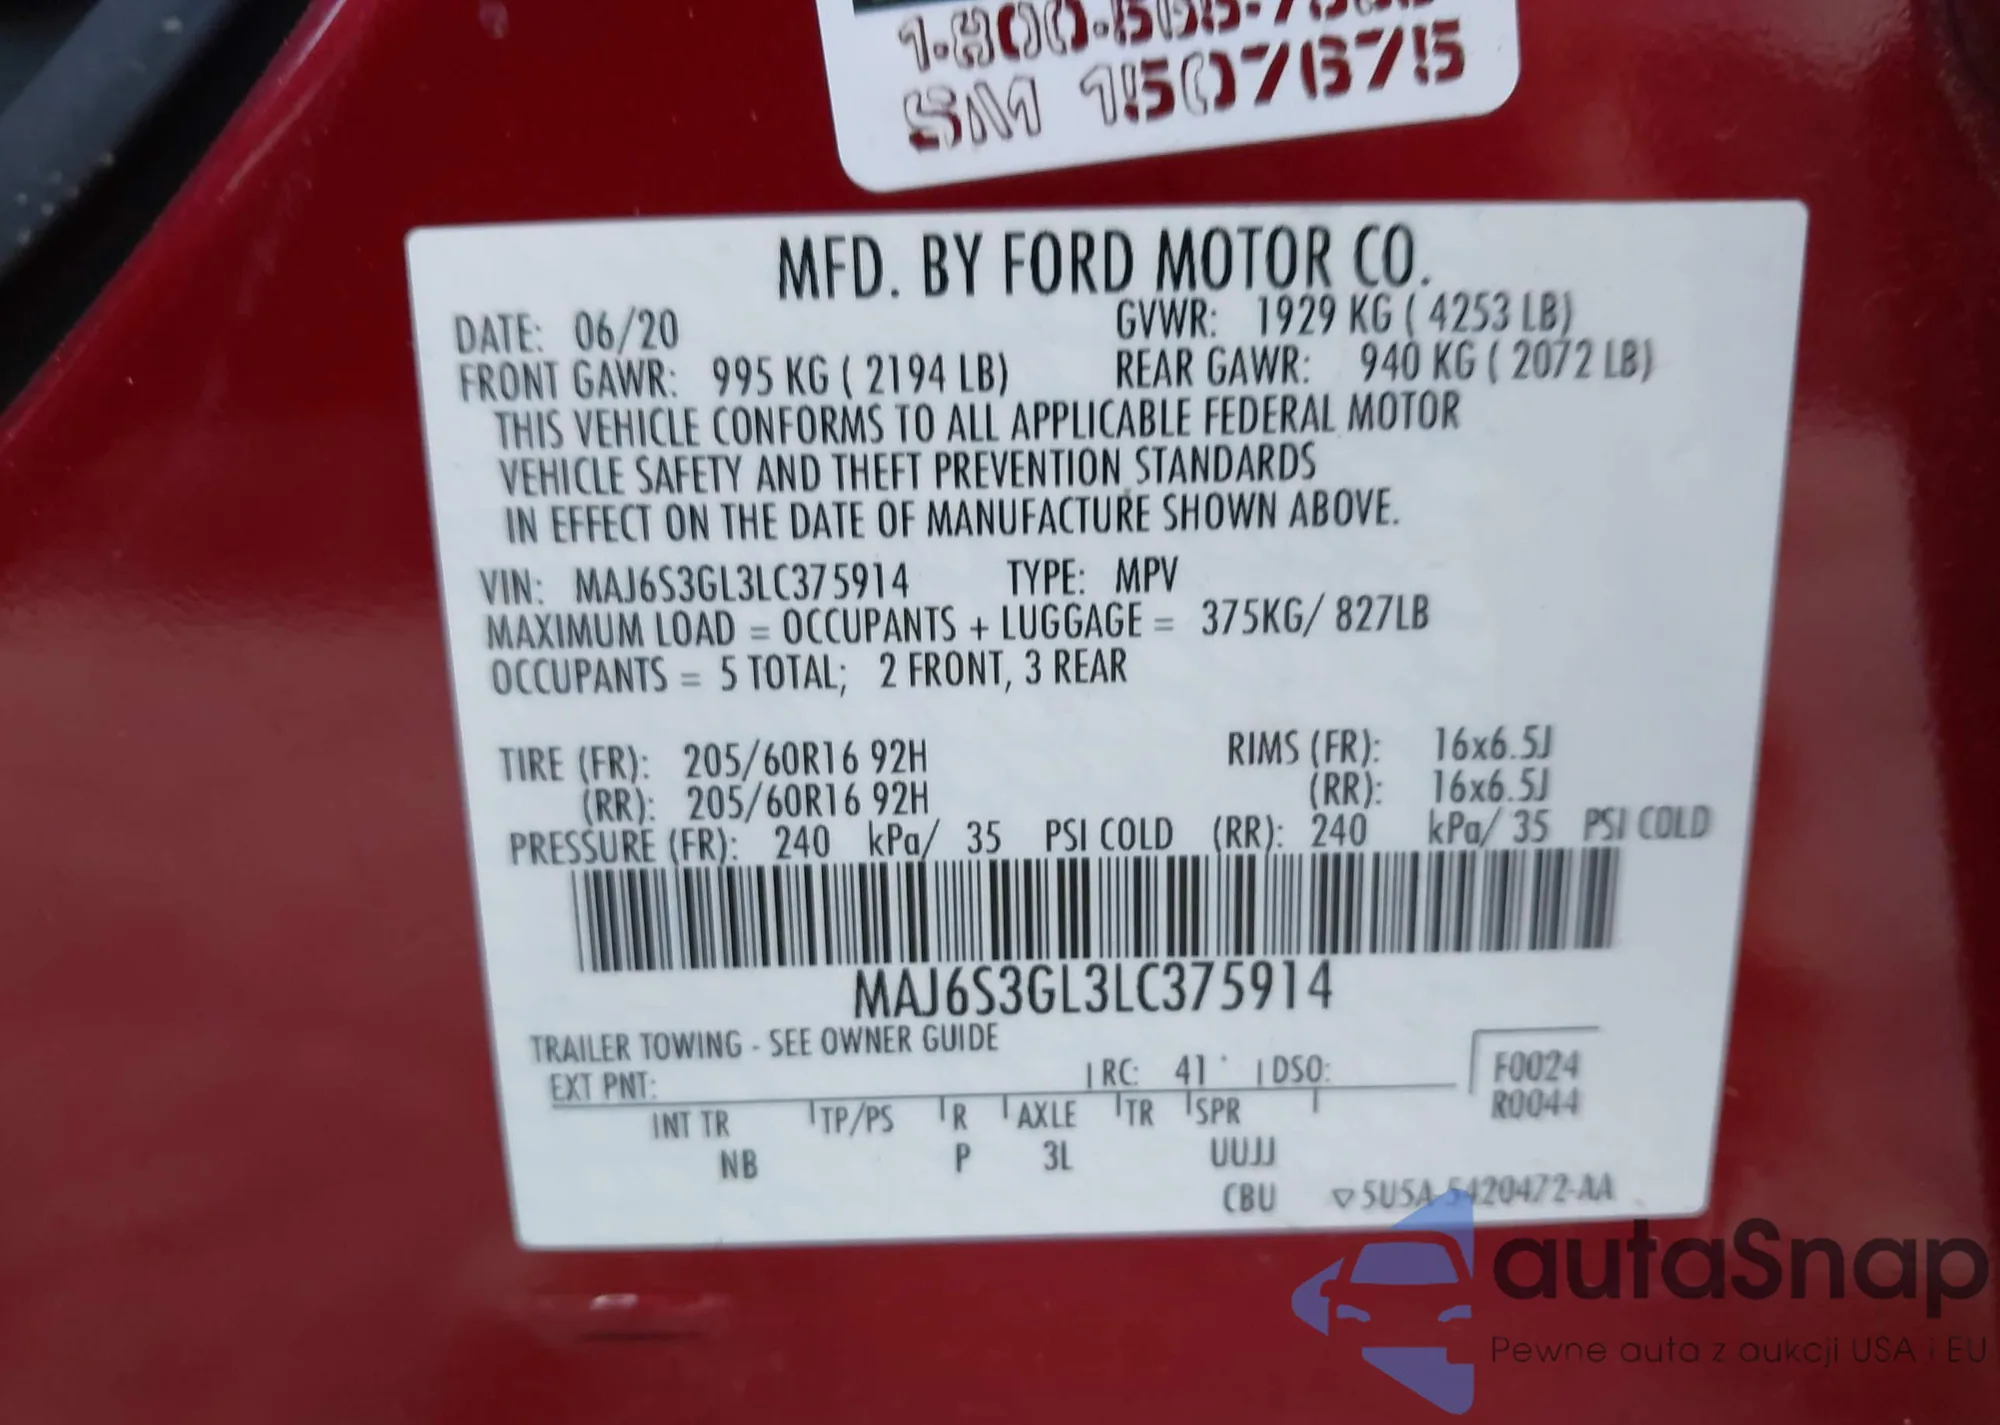 SM 1507675
MFD. BY FORD MOTOR CO.
DATE: 06/20 GVWR: 1929 KG ( 4253 LB)
FRONT GAWR: 995 KG ( 2194 LB) REAR GAWR: 940 KG ( 2072 LB)
THIS VEHICLE CONFORMS TO ALL APPLICABLE FEDERAL MOTOR
VEHICLE SAFETY AND THEFT PREVENTION STANDARDS
IN EFFECT ON THE DATE OF MANUFACTURE SHOWN ABOVE.
VIN: MAJ6S3GL3LC375914 TYPE: MPV
MAXIMUM LOAD = OCCUPANTS + LUGGAGE = 375KG/ 827LB
OCCUPANTS = 5 TOTAL; 2 FRONT, 3 REAR
TIRE (FR): 205/60R16 92H RIMS (FR): 16x6.5J
(RR): 205/60R16 92H (RR): 16x6.5J
PRESSURE (FR): 240 kPa/ 35 PSI COLD (RR): 240 kPa/ 35 PSI COLD
MAJ6S3GL3LC375914
TRAILER TOWING - SEE OWNER GUIDE
EXT PNT: RC: 41 DSO: F0024
R0044
INT TR TP/PS R AXLE TR SPR
NB P 3L UUJJ
CBU 5U5A-5420472-AA
autoSnap
Pewne auta z aukcji USA i EU